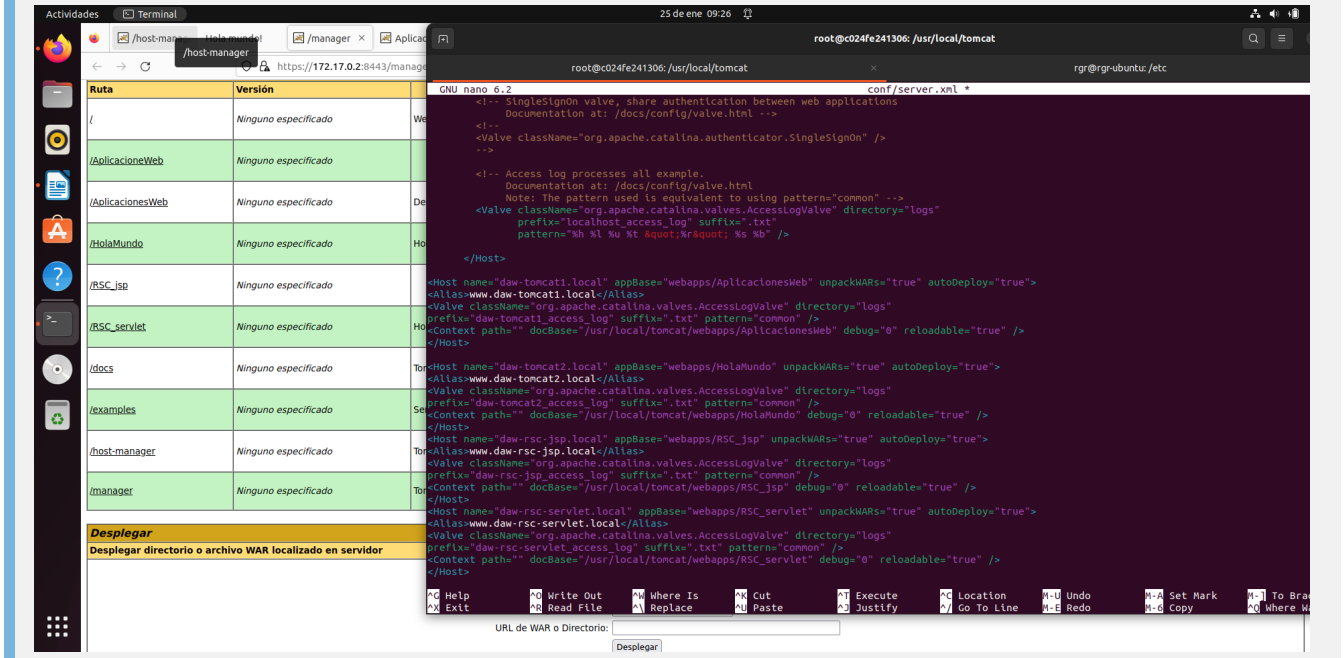 Actividades
Terminal
25 de ene 09:26
/host-manager
Hola mundo!
/manager
×
/host-manager
https://172.17.0.2:8443/manage
Ruta
Versión
/
Ninguno especificado
We
/AplicacioneWeb
Ninguno especificado
/AplicacionesWeb
Ninguno especificado
De
/HolaMundo
Ninguno especificado
Ho
/RSC_jsp
Ninguno especificado
/RSC_servlet
Ninguno especificado
Ho
/docs
Ninguno especificado
Tor
/examples
Ninguno especificado
Se
/host-manager
Ninguno especificado
Tor
/manager
Ninguno especificado
Tor
Desplegar
Desplegar directorio o archivo WAR localizado en servidor
URL de WAR o Directorio:
Desplegar
root@c024fe241306: /usr/local/tomcat
root@c024fe241306: /usr/local/tomcat
×
rgr@rgr-ubuntu: /etc
GNU nano 6.2 conf/server.xml *
<!-- SingleSignOn valve, share authentication between web applications
Documentation at: /docs/config/valve.html -->
<!--
<Valve className="org.apache.catalina.authenticator.SingleSignOn" />
-->
<!-- Access log processes all example.
Documentation at: /docs/config/valve.html
Note: The pattern used is equivalent to using pattern="common" -->
<Valve className="org.apache.catalina.valves.AccessLogValve" directory="logs"
prefix="localhost_access_log" suffix=".txt"
pattern="%h %l %u %t &quot;%r&quot; %s %b" />
</Host>
<Host name="daw-tomcat1.local" appBase="webapps/AplicacionesWeb" unpackWARs="true" autoDeploy="true">
<Alias>www.daw-tomcat1.local</Alias>
<Valve className="org.apache.catalina.valves.AccessLogValve" directory="logs"
prefix="daw-tomcat1_access_log" suffix=".txt" pattern="common" />
<Context path="" docBase="/usr/local/tomcat/webapps/AplicacionesWeb" debug="0" reloadable="true" />
</Host>
<Host name="daw-tomcat2.local" appBase="webapps/HolaMundo" unpackWARs="true" autoDeploy="true">
<Alias>www.daw-tomcat2.local</Alias>
<Valve className="org.apache.catalina.valves.AccessLogValve" directory="logs"
prefix="daw-tomcat2_access_log" suffix=".txt" pattern="common" />
<Context path="" docBase="/usr/local/tomcat/webapps/HolaMundo" debug="0" reloadable="true" />
</Host>
<Host name="daw-rsc-jsp.local" appBase="webapps/RSC_jsp" unpackWARs="true" autoDeploy="true">
<Alias>www.daw-rsc-jsp.local</Alias>
<Valve className="org.apache.catalina.valves.AccessLogValve" directory="logs"
prefix="daw-rsc-jsp_access_log" suffix=".txt" pattern="common" />
<Context path="" docBase="/usr/local/tomcat/webapps/RSC_jsp" debug="0" reloadable="true" />
</Host>
<Host name="daw-rsc-servlet.local" appBase="webapps/RSC_servlet" unpackWARs="true" autoDeploy="true">
<Alias>www.daw-rsc-servlet.local</Alias>
<Valve className="org.apache.catalina.valves.AccessLogValve" directory="logs"
prefix="daw-rsc-servlet_access_log" suffix=".txt" pattern="common" />
<Context path="" docBase="/usr/local/tomcat/webapps/RSC_servlet" debug="0" reloadable="true" />
</Host>
^G Help ^O Write Out ^W Where Is ^K Cut ^T Execute ^C Location M-U Undo M-A Set Mark M-] To Bra
^X Exit ^R Read File ^\ Replace ^U Paste ^J Justify ^/ Go To Line M-E Redo M-6 Copy ^Q Where W